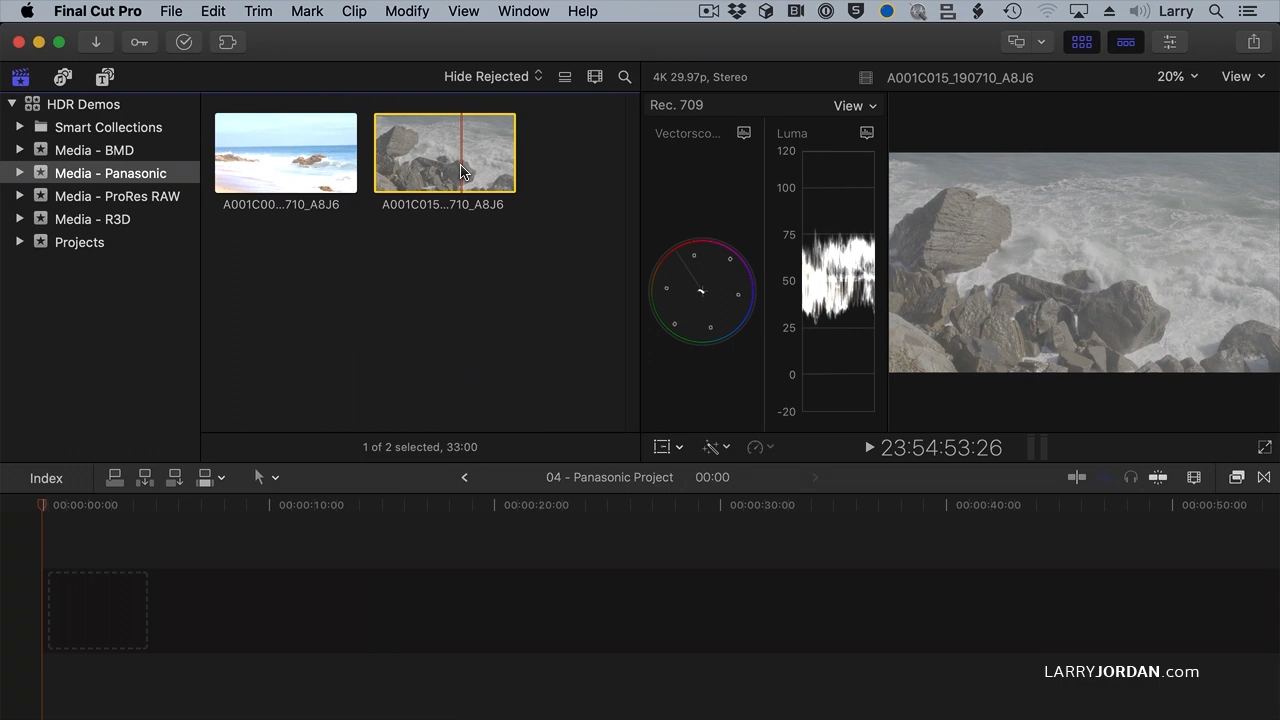 Final Cut Pro File Edit Trim Mark Clip Modify View Window Help Larry
Hide Rejected
4K 29.97p, Stereo
A001C015_190710_A8J6
20%
View
HDR Demos
Smart Collections
Media - BMD
Media - Panasonic
Media - ProRes RAW
Media - R3D
Projects
A001C00...710_A8J6
A001C015...710_A8J6
1 of 2 selected, 33:00
Rec. 709
View
Vectorsco...
Luma
120
100
75
50
25
0
-20
23:54:53:26
Index
04 - Panasonic Project
00:00
00:00:00:00
00:00:10:00
00:00:20:00
00:00:30:00
00:00:40:00
00:00:50:00
LARRYJORDAN.com